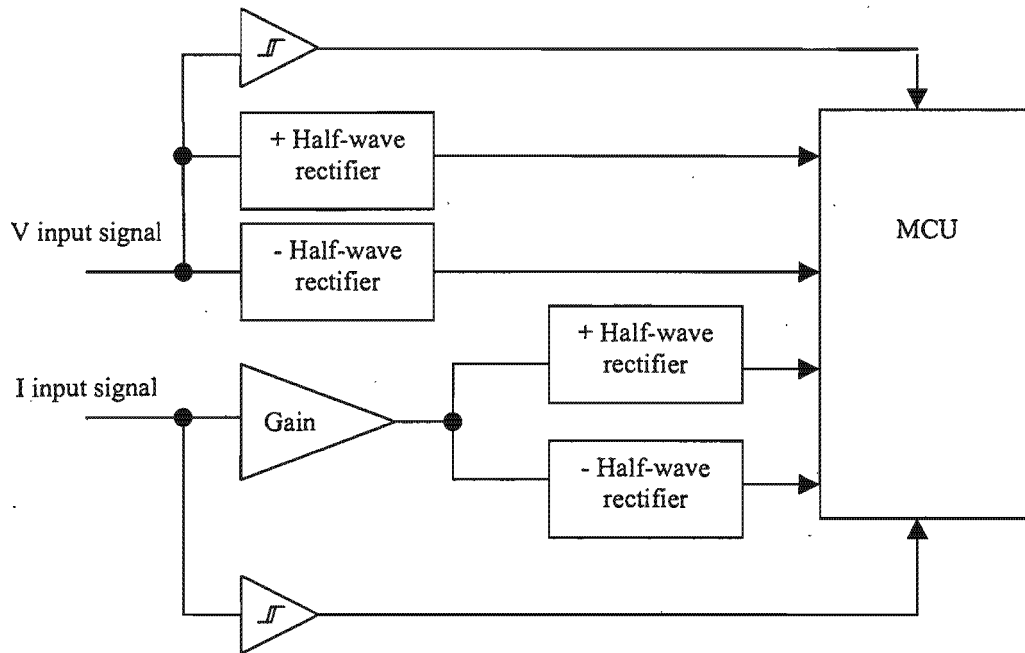 + Half-wave
rectifier
V input signal
- Half-wave
rectifier
MCU
+ Half-wave
rectifier
I input signal
Gain
- Half-wave
rectifier